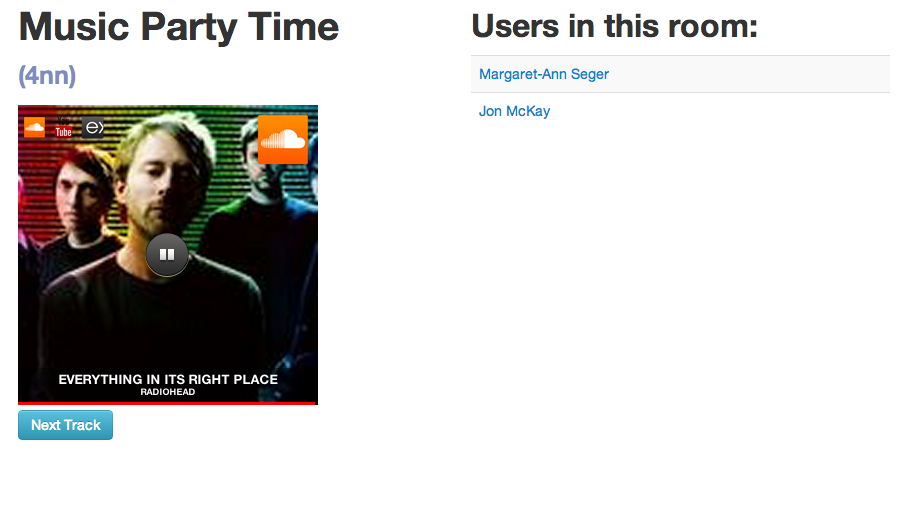 Music Party Time
(4nn)
You
Tube
EVERYTHING IN ITS RIGHT PLACE
RADIOHEAD
Next Track
Users in this room:
Margaret-Ann Seger
Jon McKay